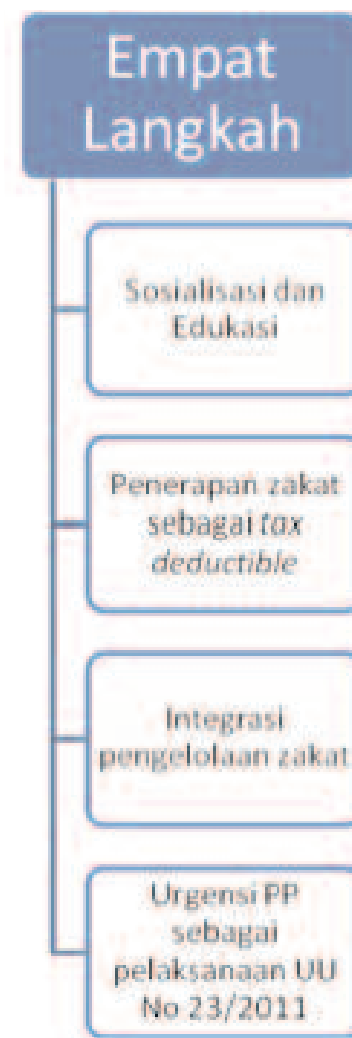 Empat
Langkah
Sosialisasi dan
Edukasi
Penerapan zakat
sebagai tax
deductible
Integrasi
pengelolaan zakat
Urgensi PP
sebagai
pelaksanaan UU
No 23/2011